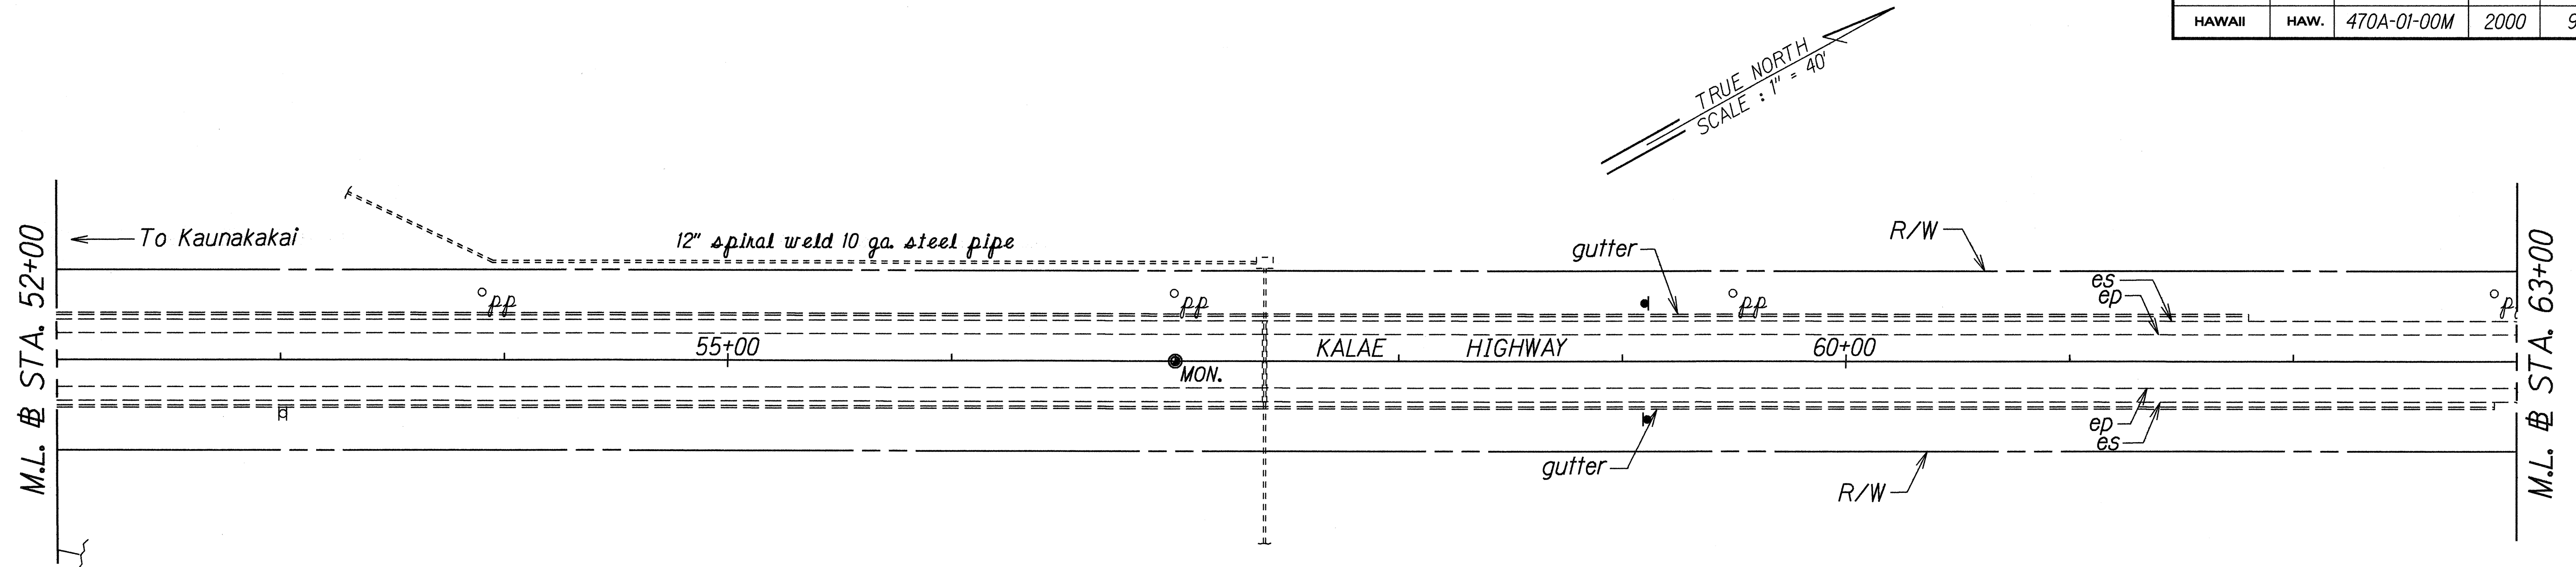 HAWAII HAW. 470A-01-00M 2000
TRUE NORTH
SCALE : 1" = 40'
M.L. STA. 52+00
To Kaunakakai
12" spiral weld 10 ga. steel pipe
gutter
R/W
es
ep
pp
pp
pp
55+00
KALAE HIGHWAY
60+00
MON.
ep
es
gutter
R/W
M.L. STA. 63+00